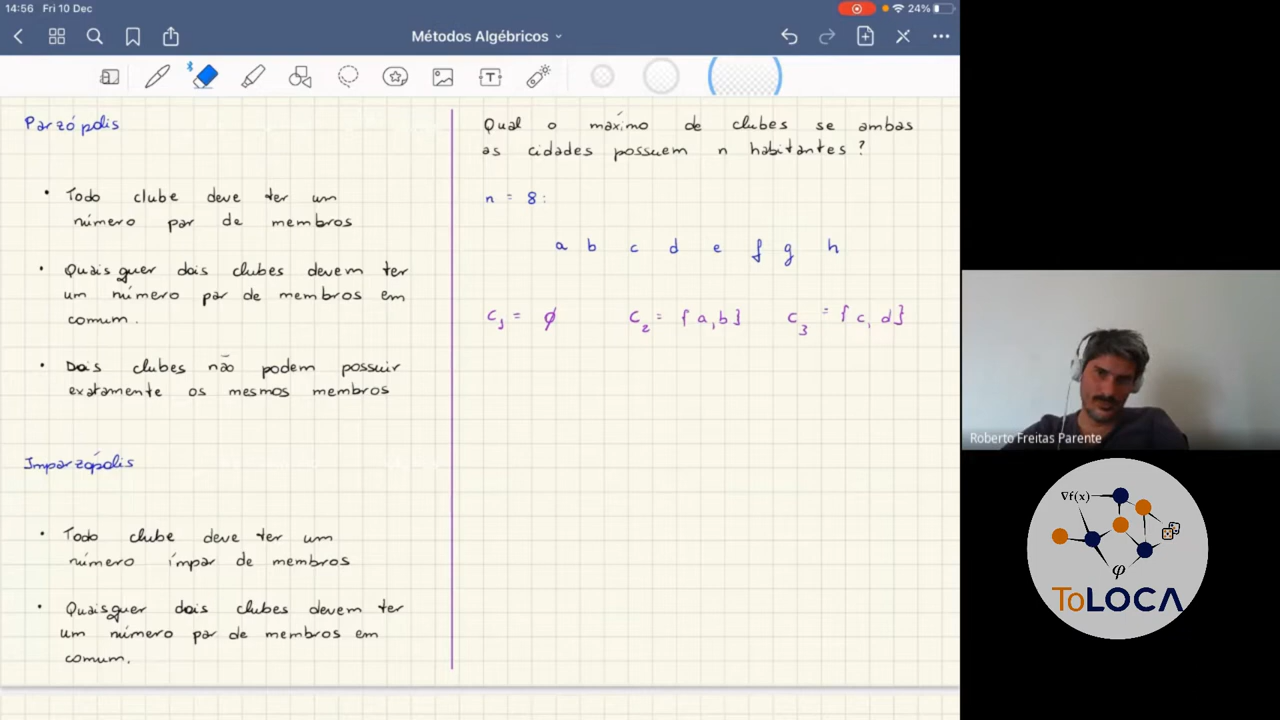 14:56 Fri 10 Dec
24%
Métodos Algébricos
Parzópolis
• Todo clube deve ter um
número par de membros
• Quaisquer dois clubes devem ter
um número par de membros em
comum.
• Dois clubes não podem possuir
exatamente os mesmos membros
Imparzópolis
• Todo clube deve ter um
número ímpar de membros
• Quaisquer dois clubes devem ter
um número par de membros em
comum.
Qual o máximo de clubes se ambas
as cidades possuem n habitantes?
n = 8:
a b c d e f g h
C₁ = ∅ C₂ = {a,b} C₃ = {c,d}
Roberto Freitas Parente
∇f(x)
φ
ToLOCA